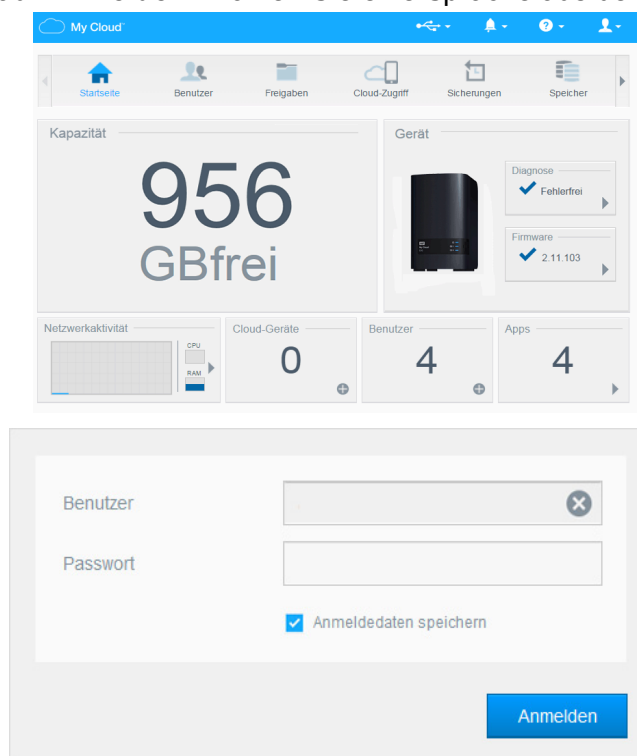 My Cloud
Startseite
Benutzer
Freigaben
Cloud-Zugriff
Sicherungen
Speicher
Kapazität
956
GBfrei
Gerät
Diagnose
Fehlerfrei
Firmware
2.11.103
Netzwerkaktivität
CPU
RAM
Cloud-Geräte
0
Benutzer
4
Apps
4
Benutzer
Passwort
Anmeldedaten speichern
Anmelden